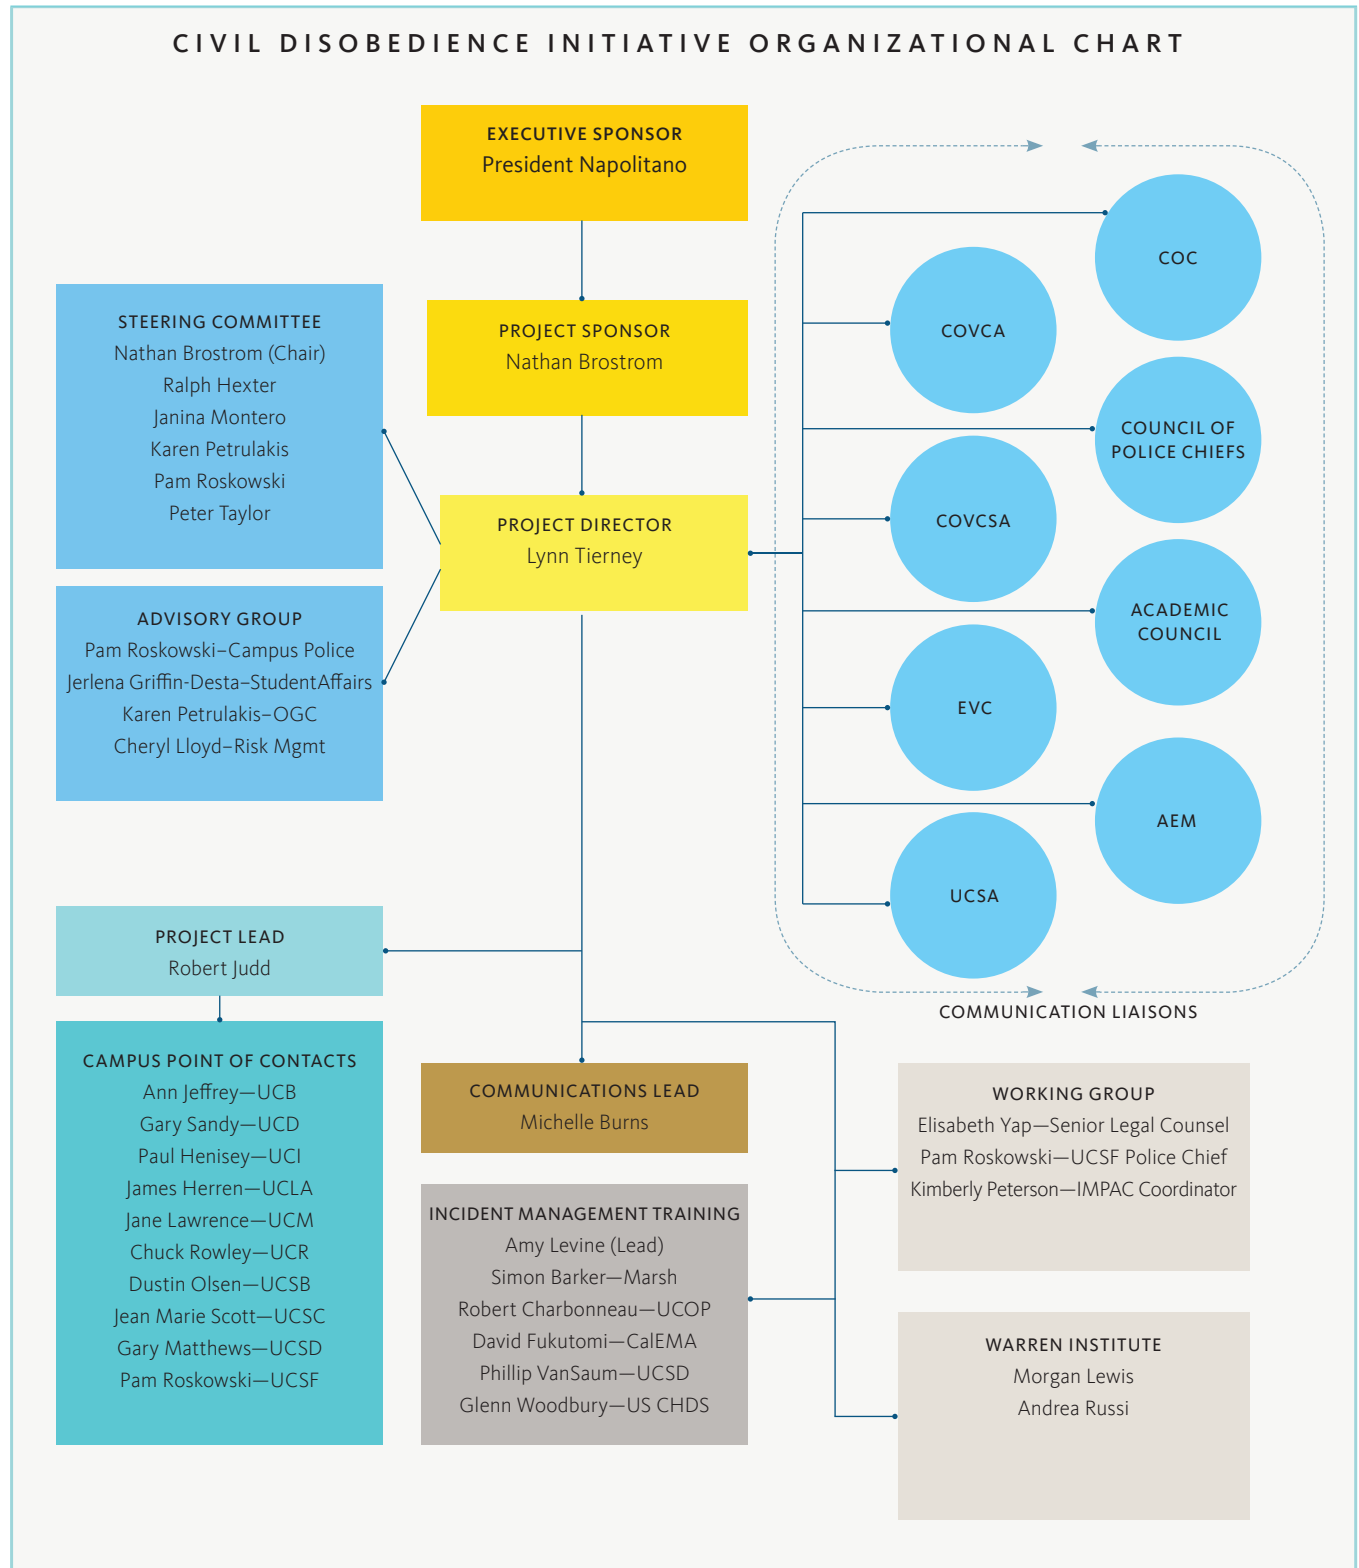 CIVIL DISOBEDIENCE INITIATIVE ORGANIZATIONAL CHART
EXECUTIVE SPONSOR
President Napolitano
PROJECT SPONSOR
Nathan Brostrom
PROJECT DIRECTOR
Lynn Tierney
STEERING COMMITTEE
Nathan Brostrom (Chair)
Ralph Hexter
Janina Montero
Karen Petrulakis
Pam Roskowski
Peter Taylor
ADVISORY GROUP
Pam Roskowski–Campus Police
Jerlena Griffin-Desta–StudentAffairs
Karen Petrulakis–OGC
Cheryl Lloyd–Risk Mgmt
COC
COVCA
COUNCIL OF
POLICE CHIEFS
COVCSA
ACADEMIC
COUNCIL
EVC
AEM
UCSA
COMMUNICATION LIAISONS
PROJECT LEAD
Robert Judd
CAMPUS POINT OF CONTACTS
Ann Jeffrey—UCB
Gary Sandy—UCD
Paul Henisey—UCI
James Herren—UCLA
Jane Lawrence—UCM
Chuck Rowley—UCR
Dustin Olsen—UCSB
Jean Marie Scott—UCSC
Gary Matthews—UCSD
Pam Roskowski—UCSF
COMMUNICATIONS LEAD
Michelle Burns
INCIDENT MANAGEMENT TRAINING
Amy Levine (Lead)
Simon Barker—Marsh
Robert Charbonneau—UCOP
David Fukutomi—CalEMA
Phillip VanSaum—UCSD
Glenn Woodbury—US CHDS
WORKING GROUP
Elisabeth Yap—Senior Legal Counsel
Pam Roskowski—UCSF Police Chief
Kimberly Peterson—IMPAC Coordinator
WARREN INSTITUTE
Morgan Lewis
Andrea Russi